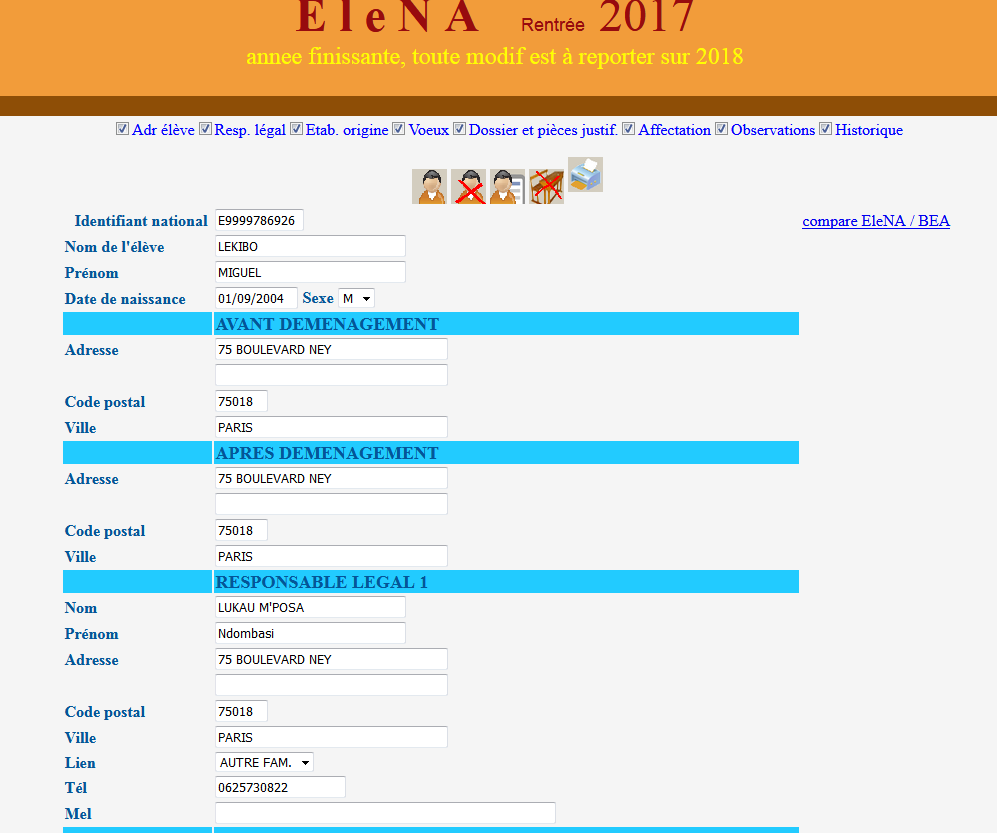 EleNA Rentrée 2017
annee finissante, toute modif est à reporter sur 2018
Adr élève Resp. légal Etab. origine Voeux Dossier et pièces justif. Affectation Observations Historique
Identifiant national E9999786926 compare EleNA / BEA
Nom de l'élève LEKIBO
Prénom MIGUEL
Date de naissance 01/09/2004 Sexe M
AVANT DEMENAGEMENT
Adresse 75 BOULEVARD NEY
Code postal 75018
Ville PARIS
APRES DEMENAGEMENT
Adresse 75 BOULEVARD NEY
Code postal 75018
Ville PARIS
RESPONSABLE LEGAL 1
Nom LUKAU M'POSA
Prénom Ndombasi
Adresse 75 BOULEVARD NEY
Code postal 75018
Ville PARIS
Lien AUTRE FAM.
Tél 0625730822
Mel